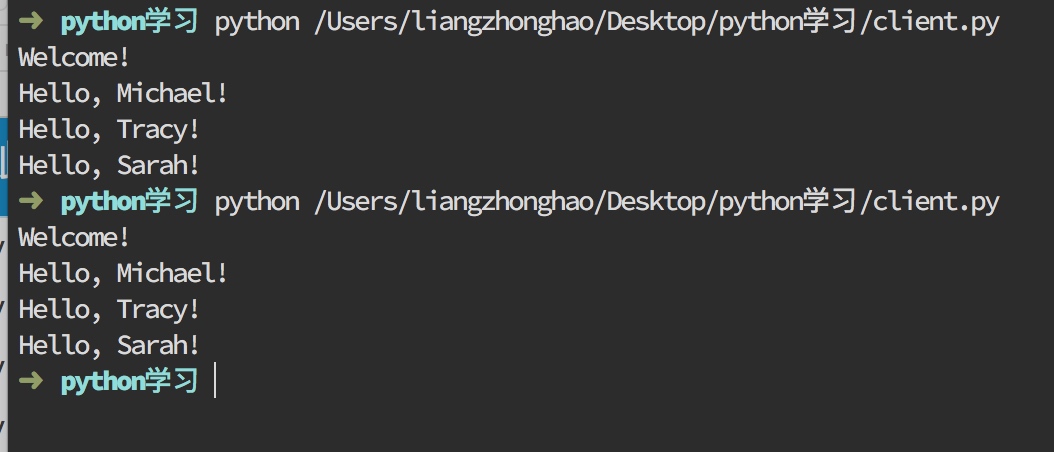 ➜ python学习 python /Users/liangzhonghao/Desktop/python学习/client.py
Welcome!
Hello, Michael!
Hello, Tracy!
Hello, Sarah!
➜ python学习 python /Users/liangzhonghao/Desktop/python学习/client.py
Welcome!
Hello, Michael!
Hello, Tracy!
Hello, Sarah!
➜ python学习